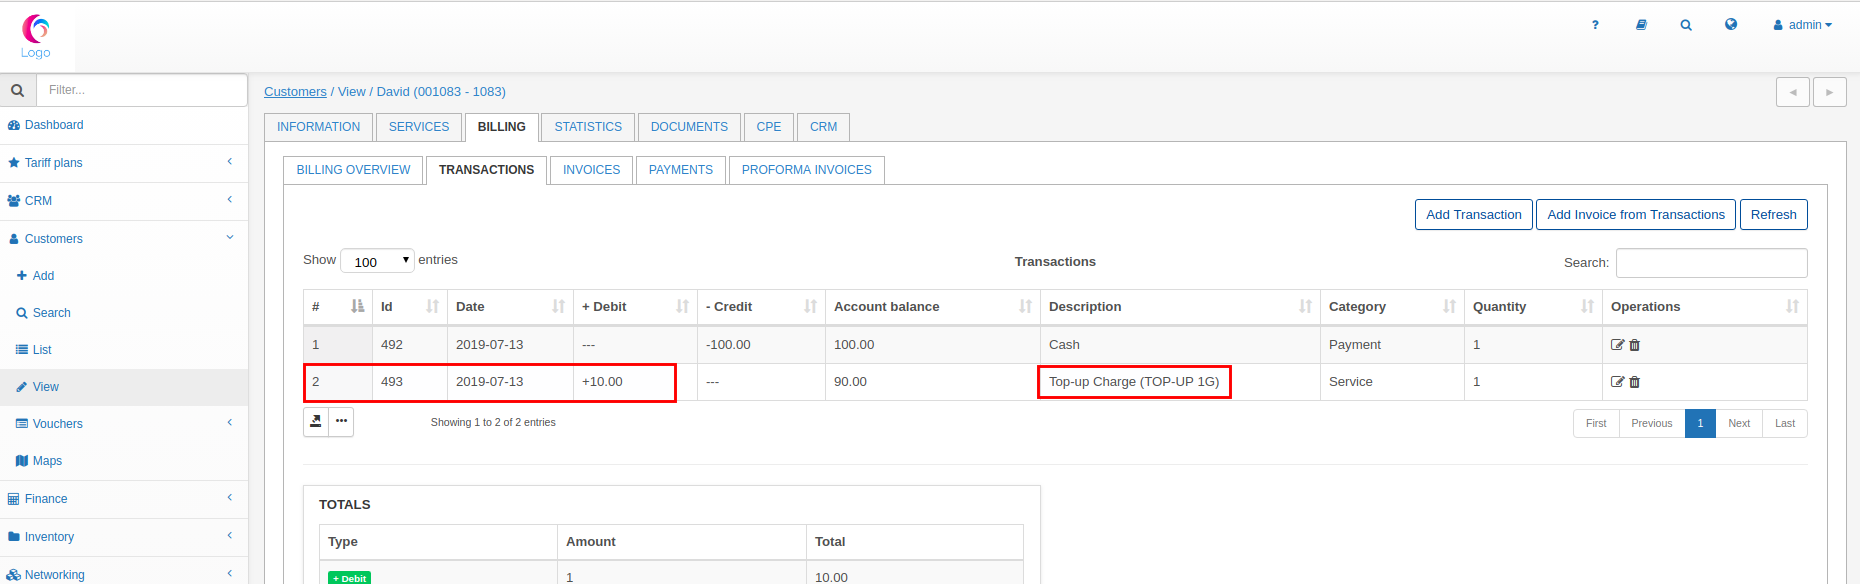 Logo
? admin
Filter...
Customers / View / David (001083 - 1083)
Dashboard
Tariff plans
CRM
Customers
Add
Search
List
View
Vouchers
Maps
Finance
Inventory
Networking
INFORMATION SERVICES BILLING STATISTICS DOCUMENTS CPE CRM
BILLING OVERVIEW TRANSACTIONS INVOICES PAYMENTS PROFORMA INVOICES
Add Transaction Add Invoice from Transactions Refresh
Show 100 entries Transactions Search:
# Id Date + Debit - Credit Account balance Description Category Quantity Operations
1 492 2019-07-13 --- -100.00 100.00 Cash Payment 1
2 493 2019-07-13 +10.00 --- 90.00 Top-up Charge (TOP-UP 1G) Service 1
Showing 1 to 2 of 2 entries First Previous 1 Next Last
TOTALS
Type Amount Total
+ Debit 1 10.00